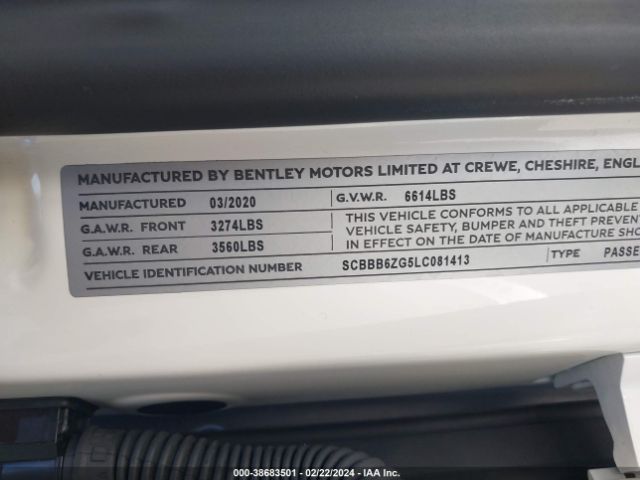 MANUFACTURED BY BENTLEY MOTORS LIMITED AT CREWE, CHESHIRE, ENGL
MANUFACTURED 03/2020 G.V.W.R. 6614LBS
G.A.W.R. FRONT 3274LBS THIS VEHICLE CONFORMS TO ALL APPLICABLE
VEHICLE SAFETY, BUMPER AND THEFT PREVENT
G.A.W.R. REAR 3560LBS IN EFFECT ON THE DATE OF MANUFACTURE SHO
VEHICLE IDENTIFICATION NUMBER SCBBB6ZG5LC081413 TYPE PASSE
000-38683501 - 02/22/2024 - IAA Inc.